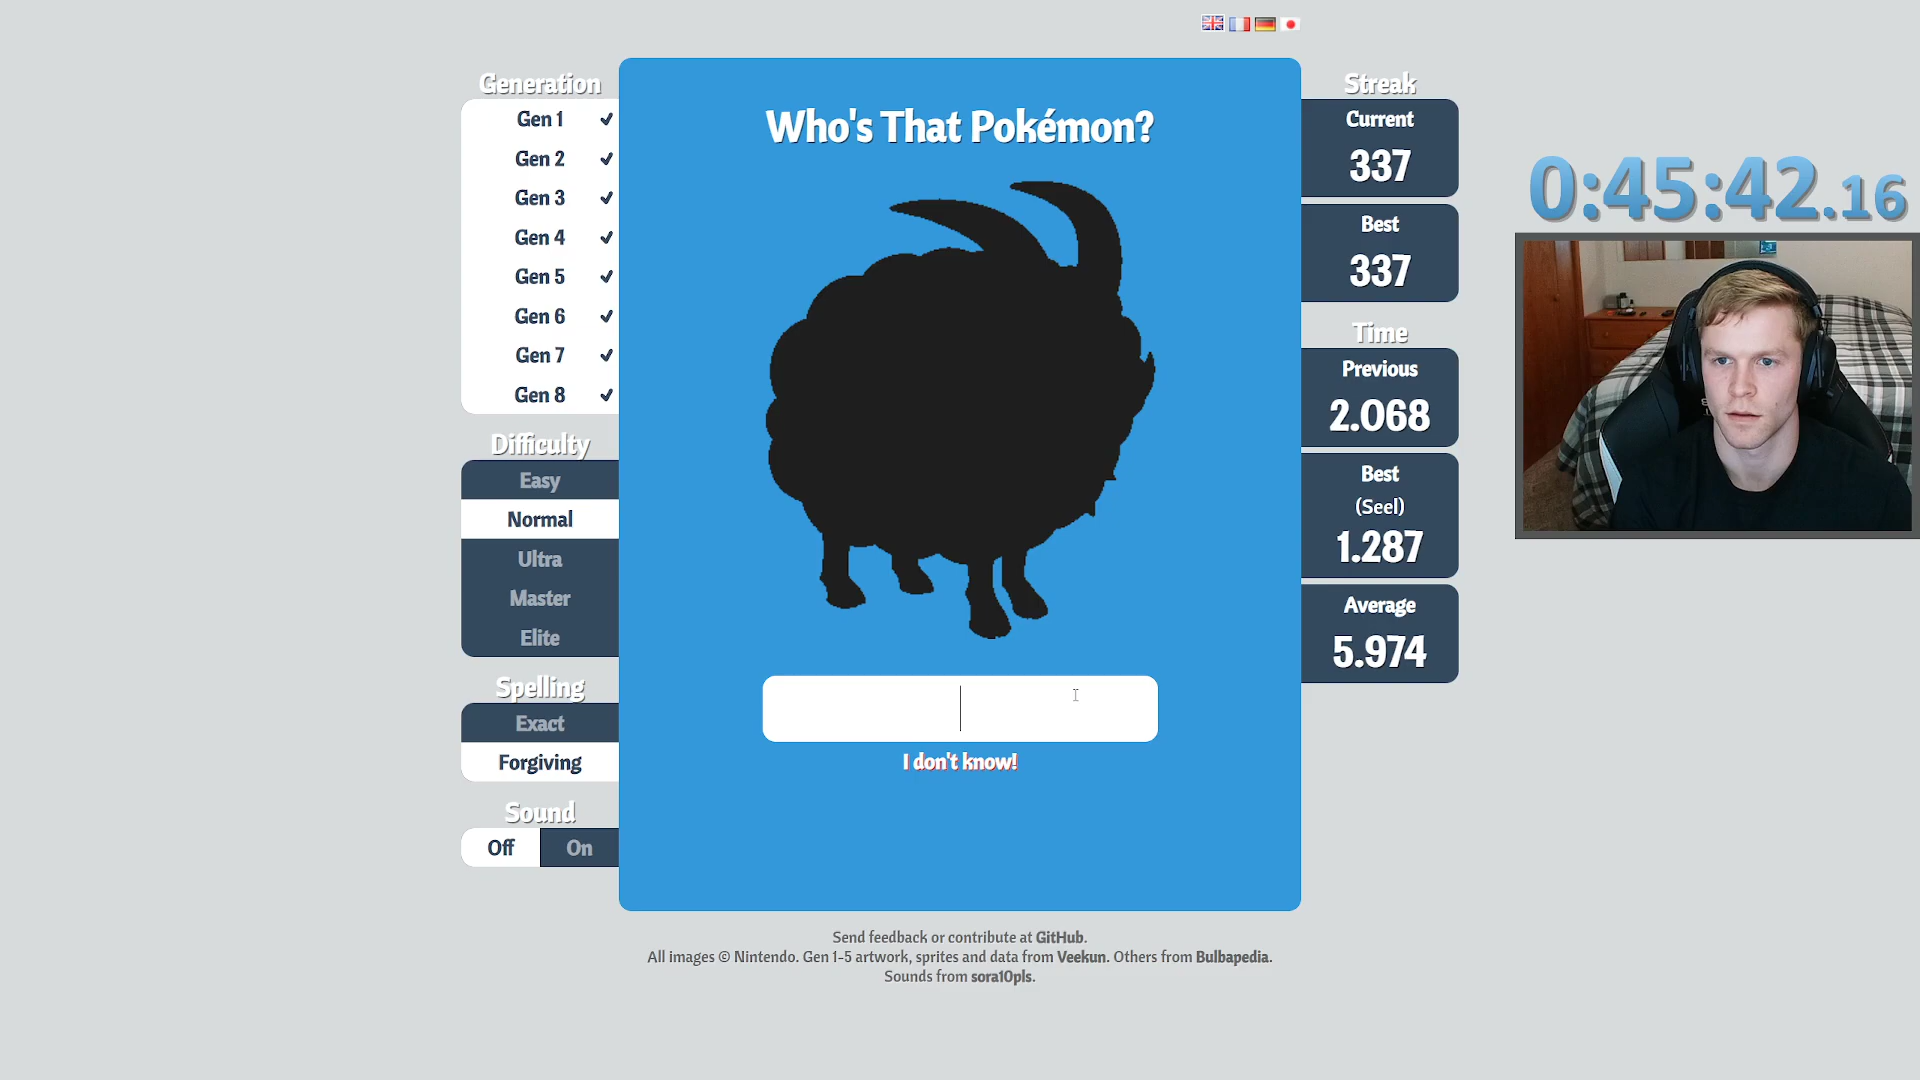 Generation
Gen 1 ✔
Gen 2 ✔
Gen 3 ✔
Gen 4 ✔
Gen 5 ✔
Gen 6 ✔
Gen 7 ✔
Gen 8 ✔
Difficulty
Easy
Normal
Ultra
Master
Elite
Spelling
Exact
Forgiving
Sound
Off On
Who's That Pokémon?
I don't know!
Streak
Current
337
Best
337
Time
Previous
2.068
Best
(Seel)
1.287
Average
5.974
0:45:42.16
Send feedback or contribute at GitHub.
All images © Nintendo. Gen 1-5 artwork, sprites and data from Veekun. Others from Bulbapedia.
Sounds from sora10pls.